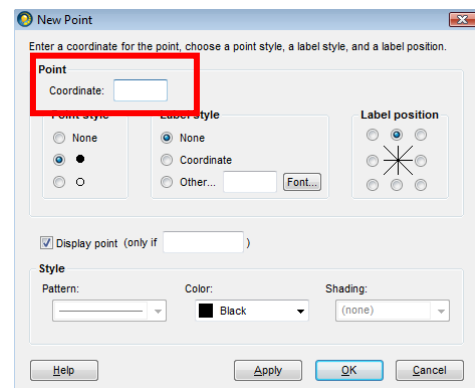 New Point
Enter a coordinate for the point, choose a point style, a label style, and a label position.
Point
Coordinate:
Point style
Label style
Label position
None
None
Coordinate
Other...
Font...
Display point (only if
)
Style
Pattern:
Color:
Shading:
Black
(none)
Help
Apply
OK
Cancel